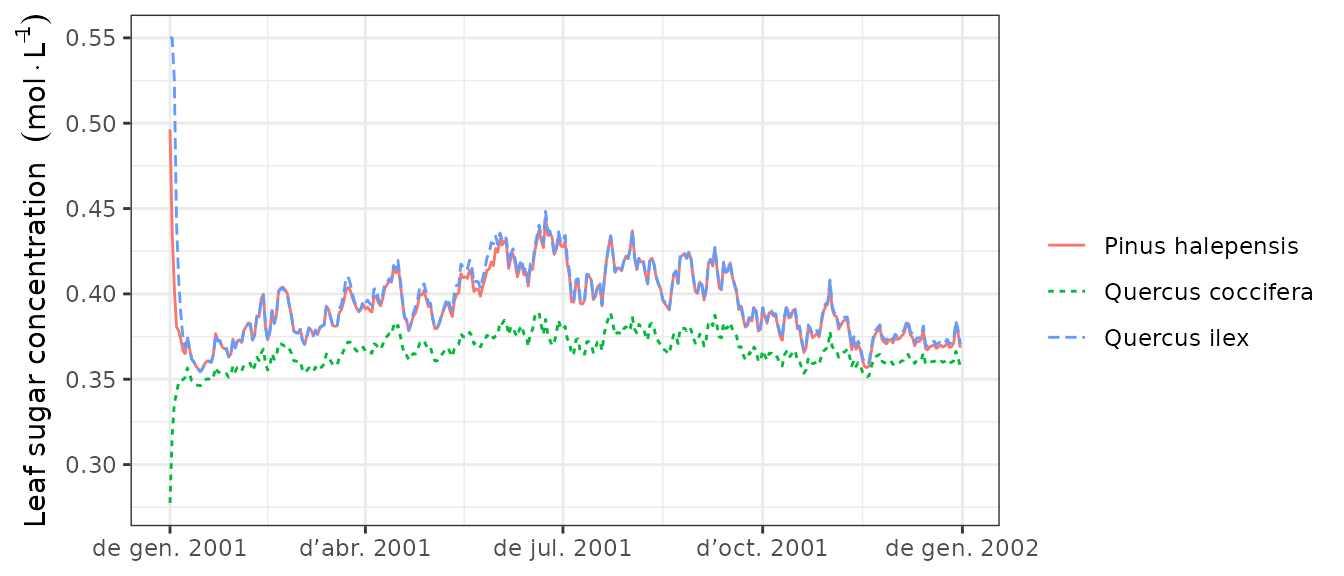 Leaf sugar concentration (mol·L⁻¹)
0.55
0.50
0.45
0.40
0.35
0.30
de gen. 2001
d’abr. 2001
de jul. 2001
d’oct. 2001
de gen. 2002
Pinus halepensis
Quercus coccifera
Quercus ilex